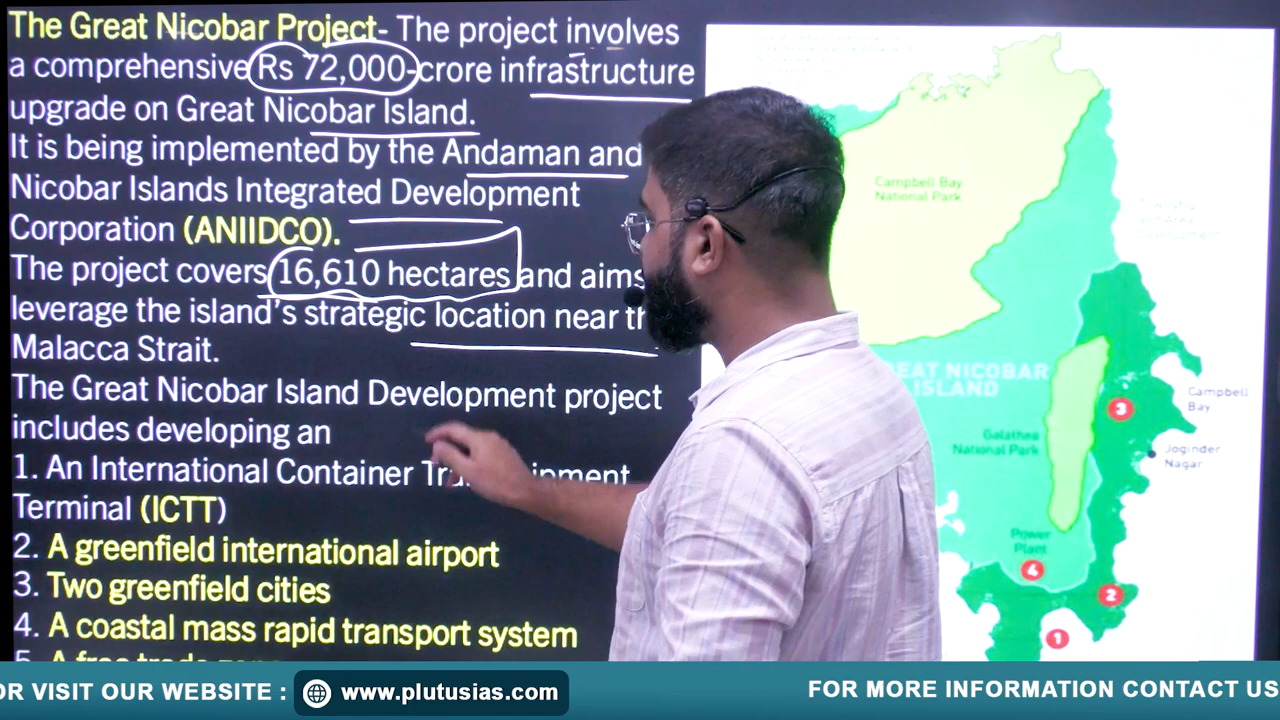 The Great Nicobar Project- The project involves
a comprehensive Rs 72,000-crore infrastructure
upgrade on Great Nicobar Island.
It is being implemented by the Andaman and
Nicobar Islands Integrated Development
Corporation (ANIIDCO).
The project covers 16,610 hectares and aims
leverage the island's strategic location near
Malacca Strait.
The Great Nicobar Island Development project
includes developing an
1. An International Container
Terminal (ICTT)
2. A greenfield international airport
3. Two greenfield cities
4. A coastal mass rapid transport system
5. A free trade
Campbell Bay
National Park
NICOBAR
ISLAND
3
Campbell
Bay
Galathea
National Park
Joginder
Nagar
Power
Plant
4
2
1
OR VISIT OUR WEBSITE :
www.plutusias.com
FOR MORE INFORMATION CONTACT US